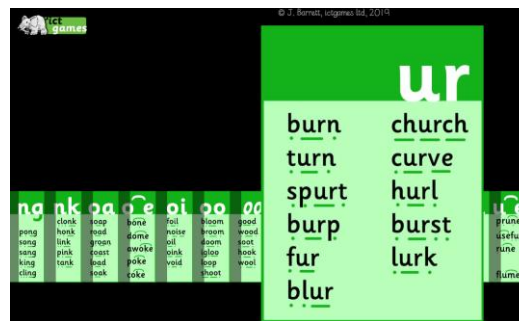 ict games
© J. Barrett, ictgames ltd, 2019
ur
burn church
turn curve
spurt hurl
burp burst
fur lurk
blur
ng nk oa o_e oi oo oo u_e
clonk soap bone foil bloom good prune
pong honk road dome noise broom wood useful
song link groan awoke oil doom soot rune
sang pink coast poke oink igloo hook
king tank load coke void loop wool flume
cling soak shoot